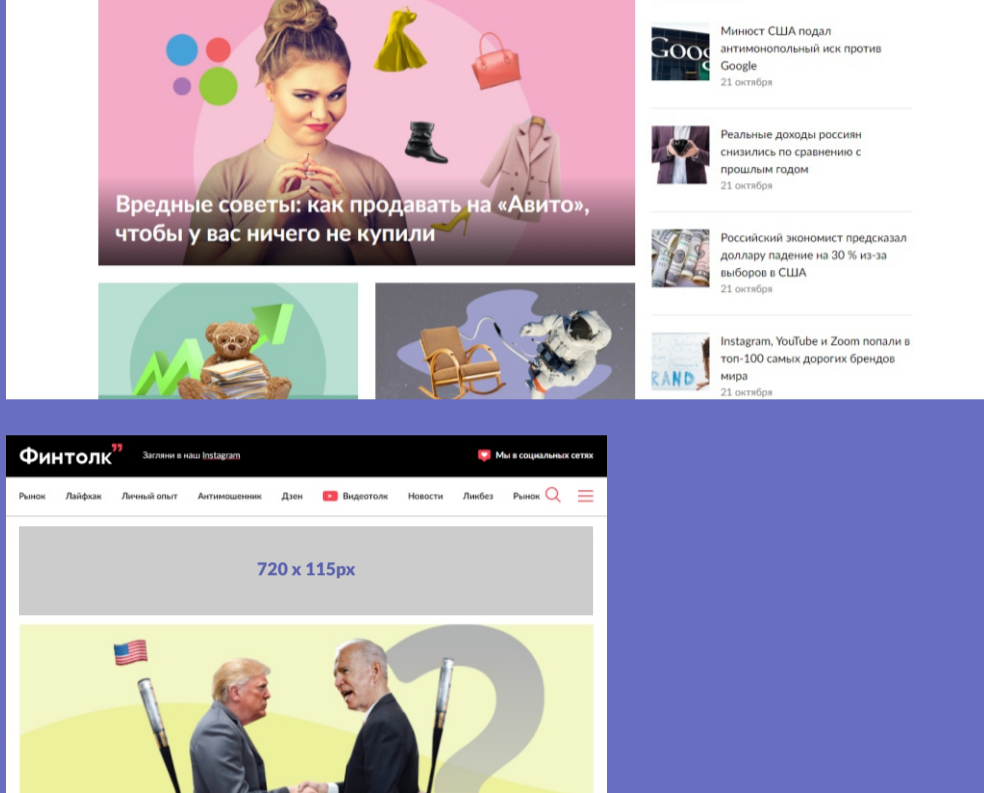 Вредные советы: как продавать на «Авито»,
чтобы у вас ничего не купили
Goog
Минюст США подал
антимонопольный иск против
Google
21 октября
Реальные доходы россиян
снизились по сравнению с
прошлым годом
21 октября
Российский экономист предсказал
доллару падение на 30 % из-за
выборов в США
21 октября
RAND
Instagram, YouTube и Zoom попали в
топ-100 самых дорогих брендов
мира
21 октября
Финтолк”
Загляни в наш Instagram
Мы в социальных сетях
Рынок Лайфхак Личный опыт Антимошенник Дзен Видеотолк Новости Ликбез Рынок
720 x 115px